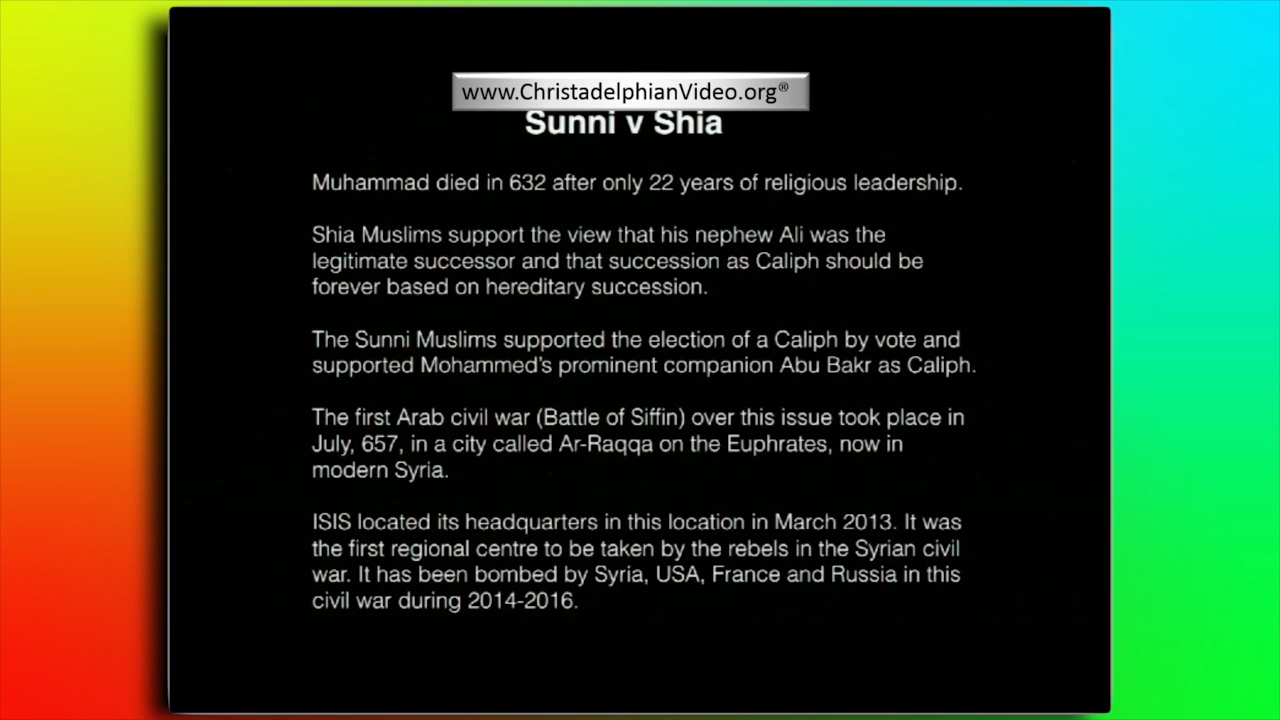 www.ChristadelphianVideo.org®
Sunni v Shia
Muhammad died in 632 after only 22 years of religious leadership.
Shia Muslims support the view that his nephew Ali was the
legitimate successor and that succession as Caliph should be
forever based on hereditary succession.
The Sunni Muslims supported the election of a Caliph by vote and
supported Mohammed's prominent companion Abu Bakr as Caliph.
The first Arab civil war (Battle of Siffin) over this issue took place in
July, 657, in a city called Ar-Raqqa on the Euphrates, now in
modern Syria.
ISIS located its headquarters in this location in March 2013. It was
the first regional centre to be taken by the rebels in the Syrian civil
war. It has been bombed by Syria, USA, France and Russia in this
civil war during 2014-2016.